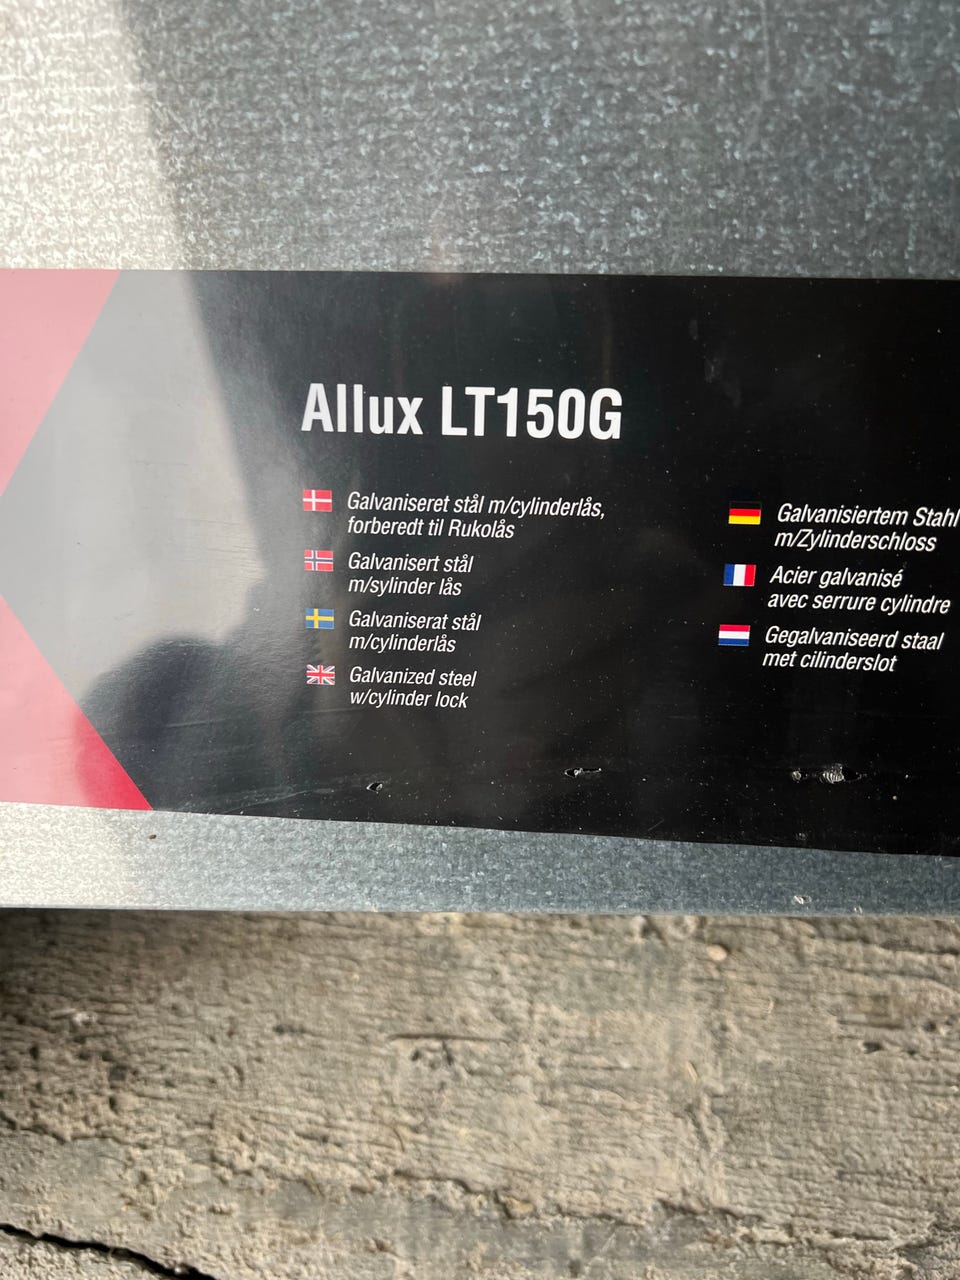 Allux LT150G
Galvaniseret stål m/cylinderlås,
forberedt til Rukolås
Galvanisert stål
m/sylinder lås
Galvaniserat stål
m/cylinderlås
Galvanized steel
w/cylinder lock
Galvanisiertem Stahl
m/Zylinderschloss
Acier galvanisé
avec serrure cylindre
Gegalvaniseerd staal
met cilinderslot